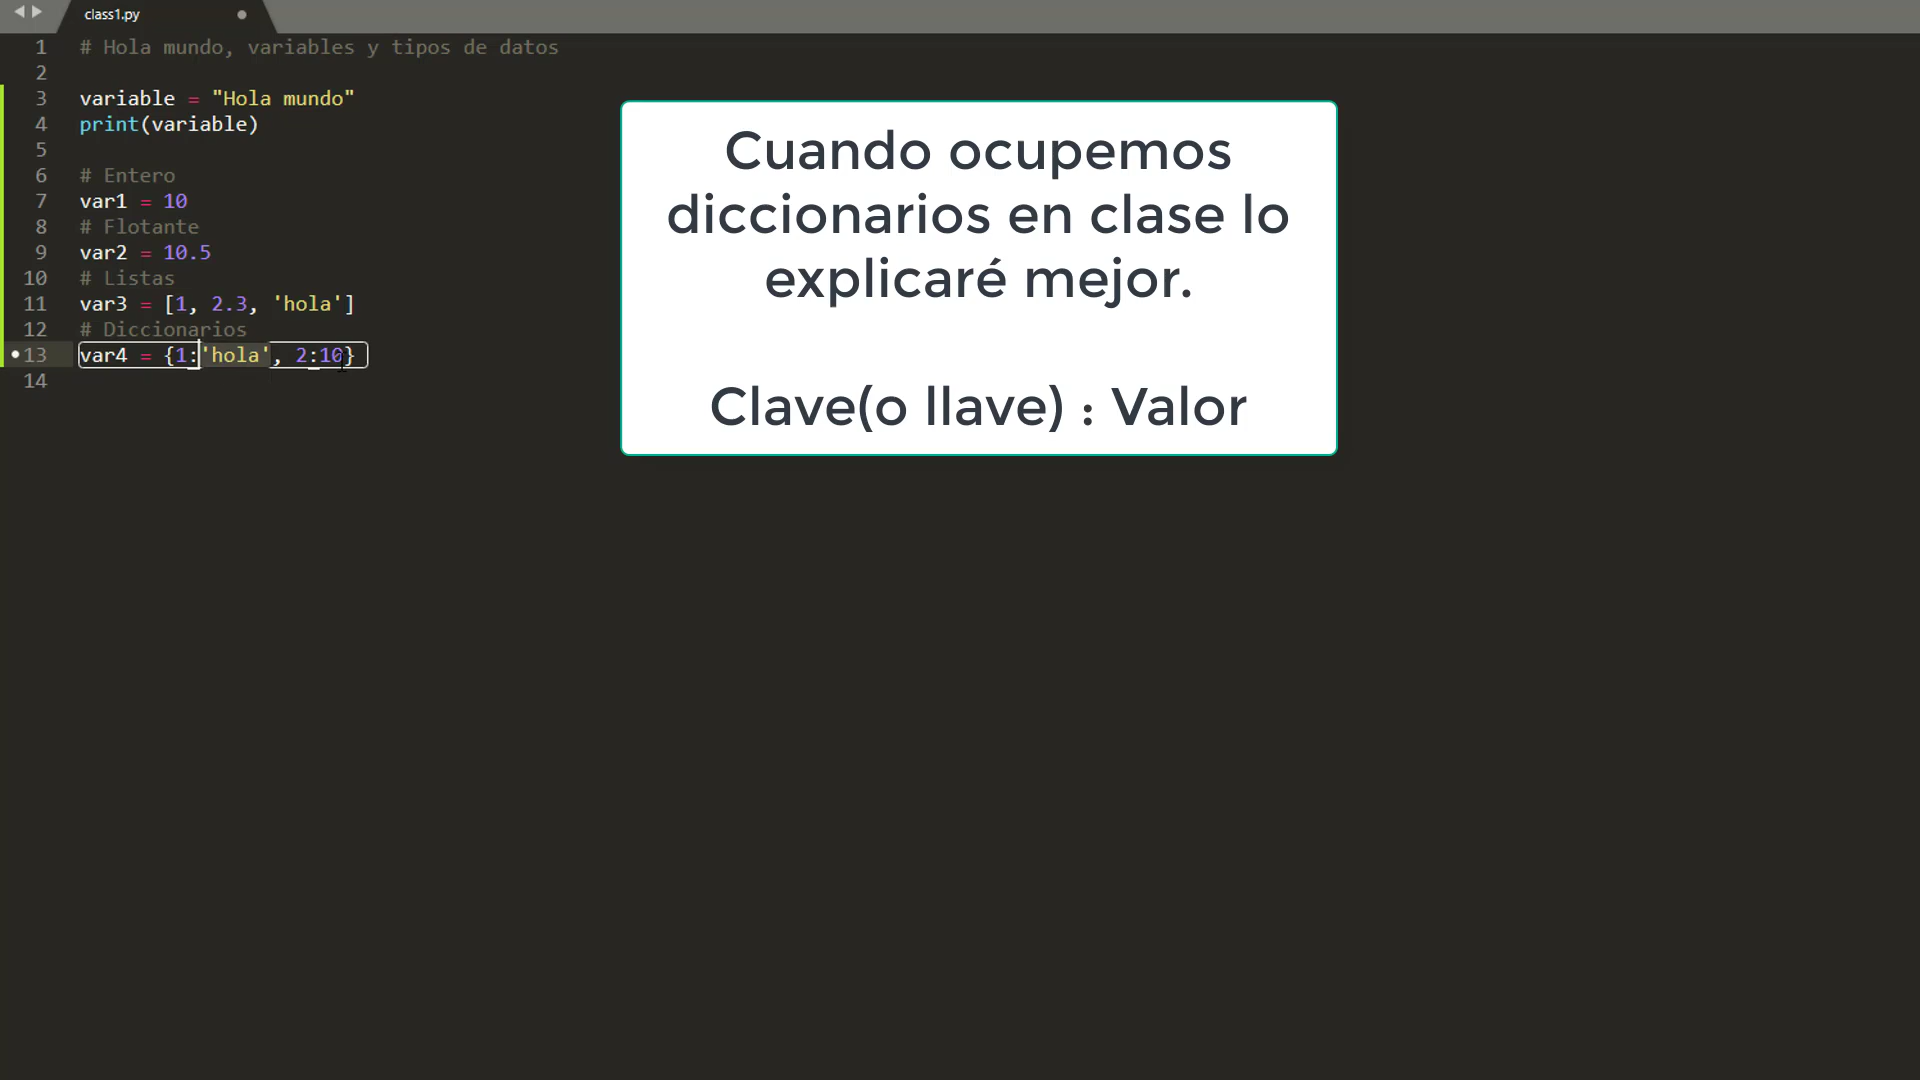 class1.py
1 # Hola mundo, variables y tipos de datos
2
3 variable = "Hola mundo"
4 print(variable)
5
6 # Entero
7 var1 = 10
8 # Flotante
9 var2 = 10.5
10 # Listas
11 var3 = [1, 2.3, 'hola']
12 # Diccionarios
13 var4 = {1:'hola', 2:10}
14
Cuando ocupemos
diccionarios en clase lo
explicaré mejor.
Clave(o llave) : Valor